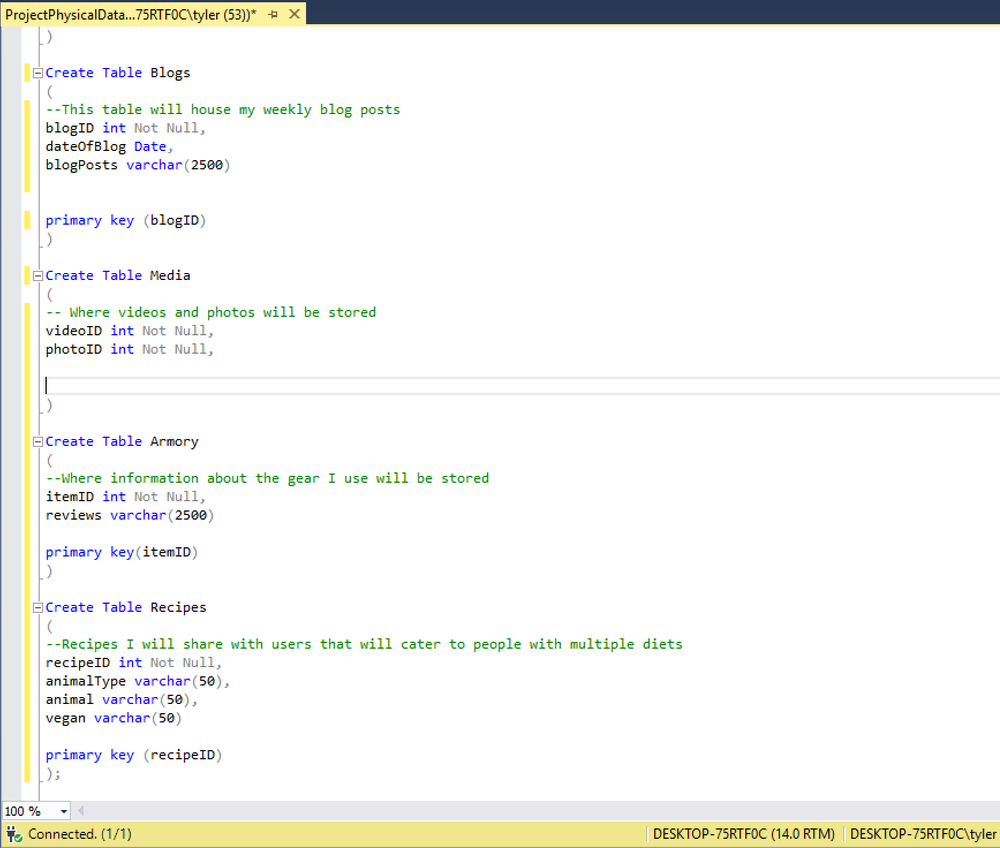 ProjectPhysicalData...75RTF0C\tyler (53))*
)
Create Table Blogs
(
--This table will house my weekly blog posts
blogID int Not Null,
dateOfBlog Date,
blogPosts varchar(2500)
primary key (blogID)
)
Create Table Media
(
-- Where videos and photos will be stored
videoID int Not Null,
photoID int Not Null,
)
Create Table Armory
(
--Where information about the gear I use will be stored
itemID int Not Null,
reviews varchar(2500)
primary key(itemID)
)
Create Table Recipes
(
--Recipes I will share with users that will cater to people with multiple diets
recipeID int Not Null,
animalType varchar(50),
animal varchar(50),
vegan varchar(50)
primary key (recipeID)
);
100 %
Connected. (1/1) DESKTOP-75RTF0C (14.0 RTM) DESKTOP-75RTF0C\tyler